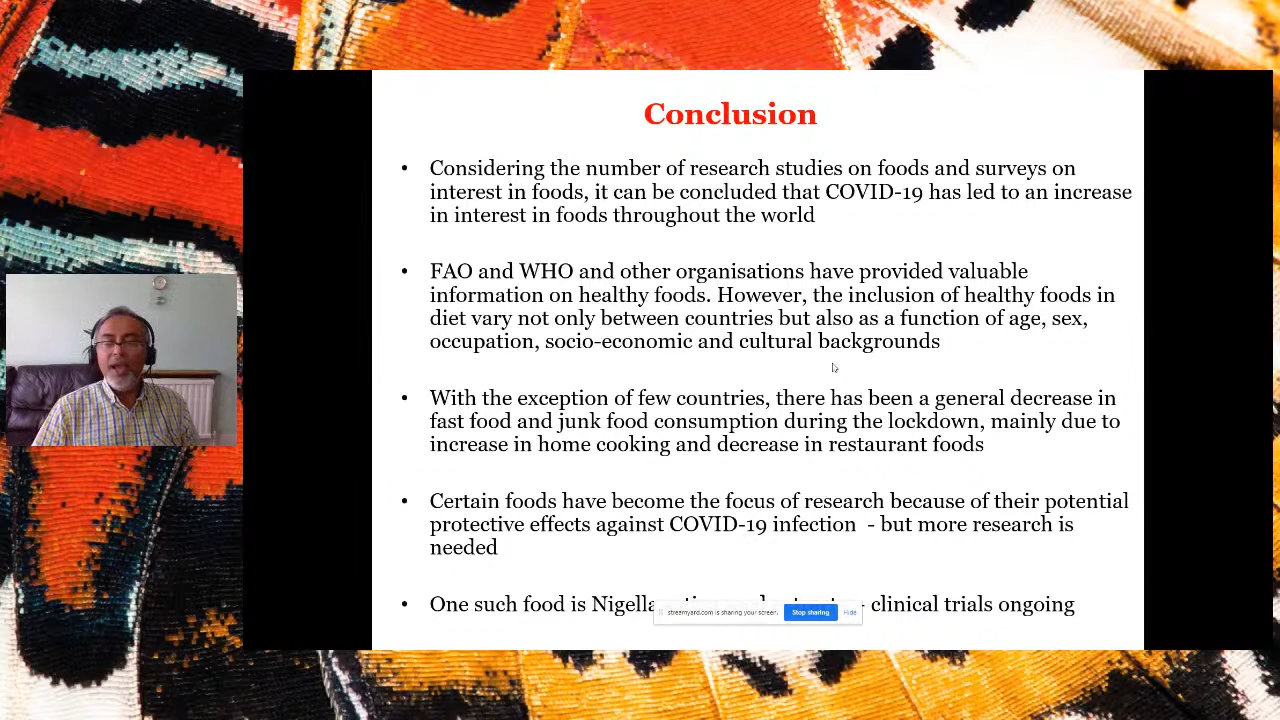 Conclusion
• Considering the number of research studies on foods and surveys on
interest in foods, it can be concluded that COVID-19 has led to an increase
in interest in foods throughout the world
• FAO and WHO and other organisations have provided valuable
information on healthy foods. However, the inclusion of healthy foods in
diet vary not only between countries but also as a function of age, sex,
occupation, socio-economic and cultural backgrounds
• With the exception of few countries, there has been a general decrease in
fast food and junk food consumption during the lockdown, mainly due to
increase in home cooking and decrease in restaurant foods
• Certain foods have become the focus of research because of their potential
protective effects against COVID-19 infection - but more research is
needed
• One such food is Nigella - clinical trials ongoing
streamyard.com is sharing your screen. Stop sharing Hide